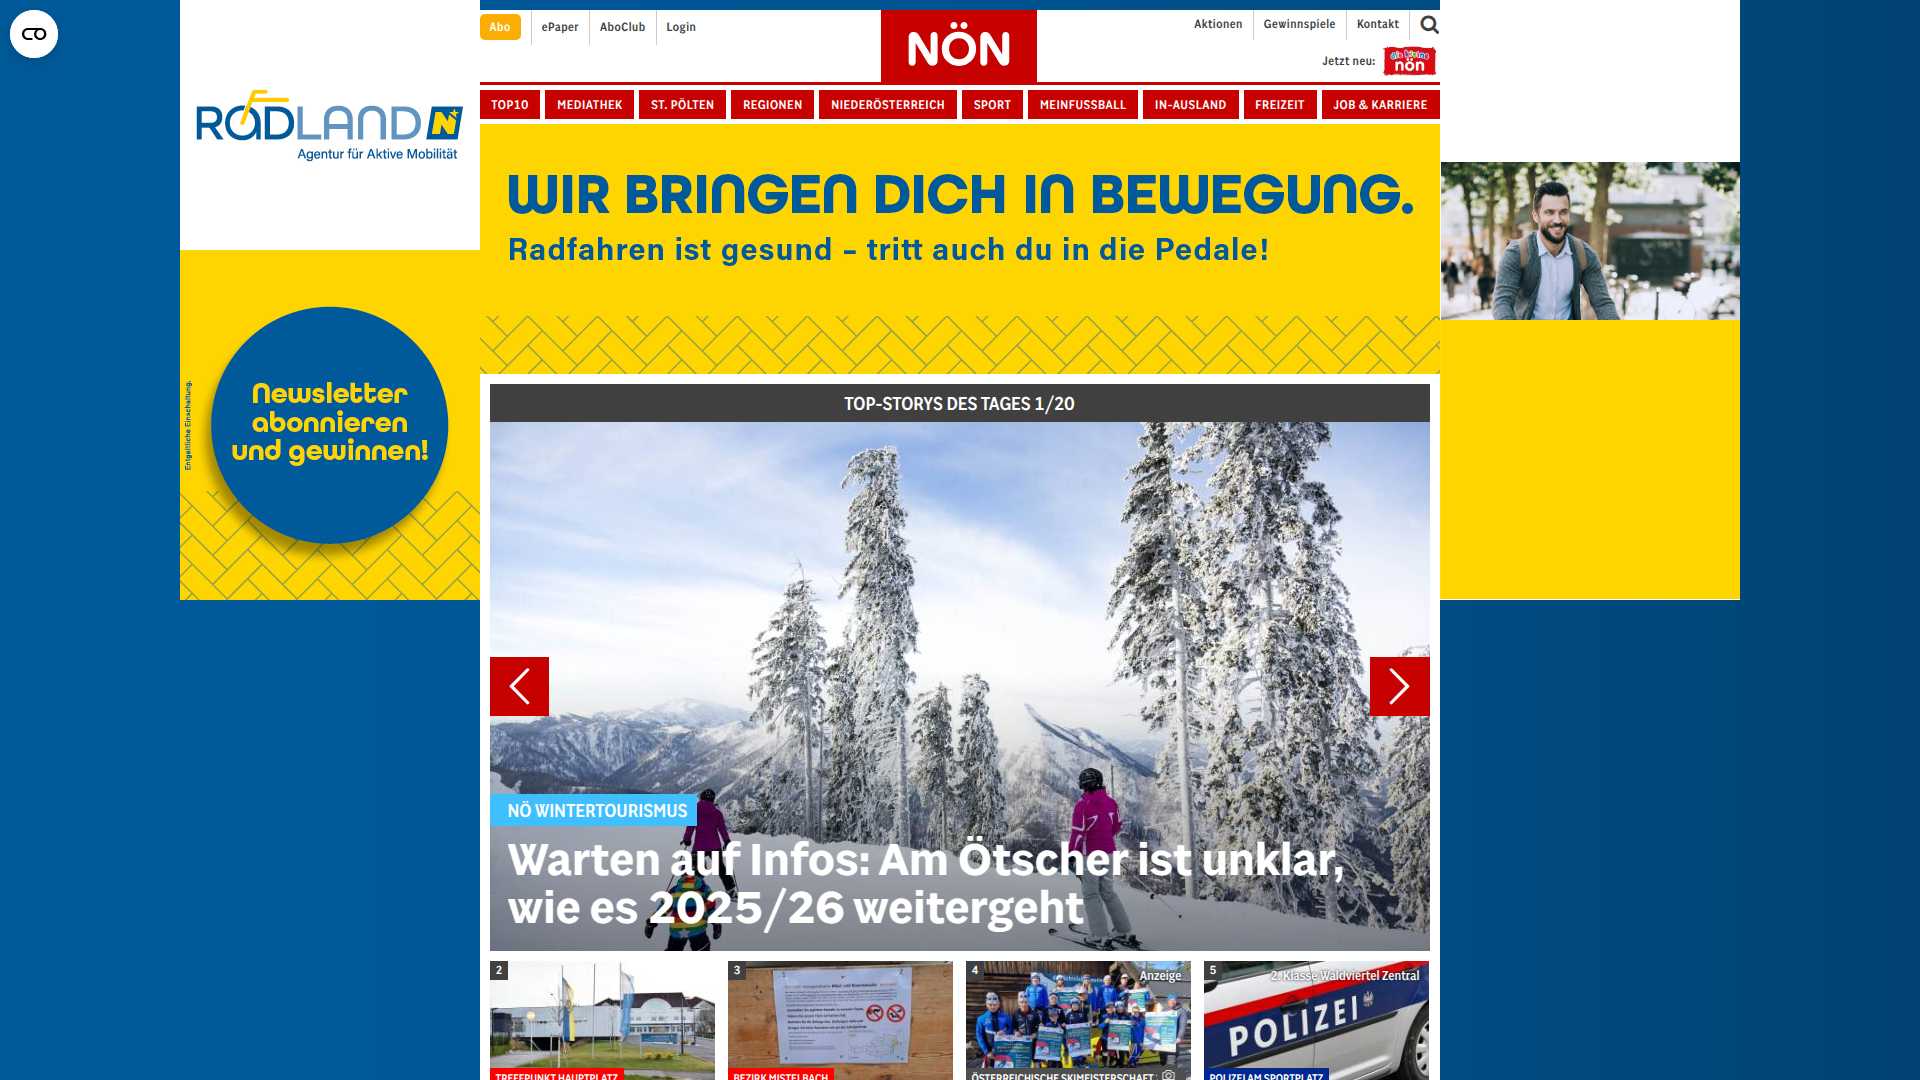 Abo
ePaper
AboClub
Login
NÖN
Aktionen
Gewinnspiele
Kontakt
Jetzt neu:
die kleine
nön
TOP10
MEDIATHEK
ST. PÖLTEN
REGIONEN
NIEDERÖSTERREICH
SPORT
MEINFUSSBALL
IN-AUSLAND
FREIZEIT
JOB & KARRIERE
RADLAND N
Agentur für Aktive Mobilität
WIR BRINGEN DICH IN BEWEGUNG.
Radfahren ist gesund – tritt auch du in die Pedale!
Entgeltliche Einschaltung.
Newsletter
abonnieren
und gewinnen!
TOP-STORYS DES TAGES 1/20
NÖ WINTERTOURISMUS
Warten auf Infos: Am Ötscher ist unklar,
wie es 2025/26 weitergeht
2
TREFFPUNKT HAUPTPLATZ
3
BEZIRK MISTELBACH
4
Anzeige
ÖSTERREICHISCHE SKIMEISTERSCHAFT
5
2. Klasse Waldviertel Zentral
POLIZEI
POLIZEI AM SPORTPLATZ